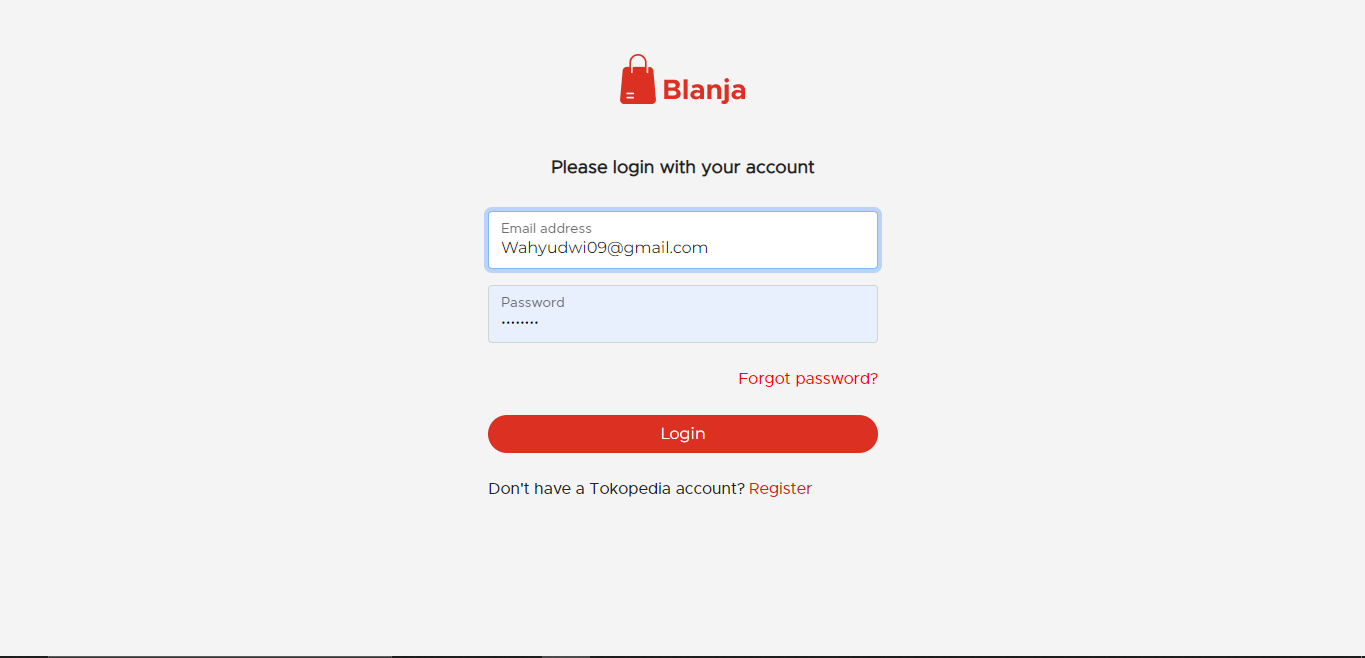 Blanja
Please login with your account
Email address
Wahyudwi09@gmail.com
Password
........
Forgot password?
Login
Don't have a Tokopedia account? Register